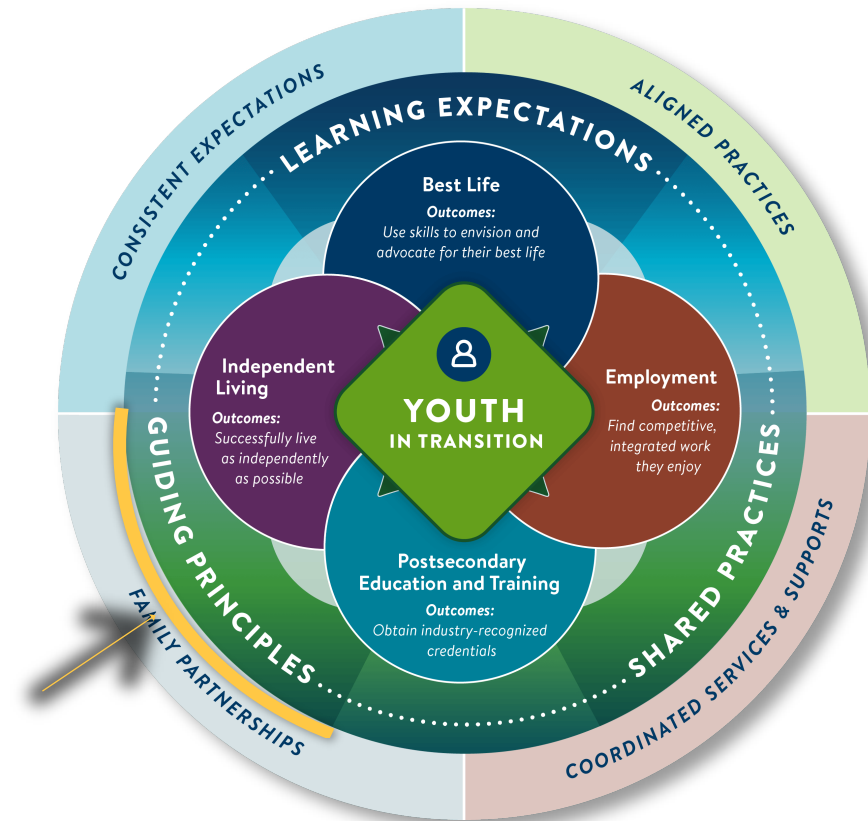 CONSISTENT EXPECTATIONS
ALIGNED PRACTICES
LEARNING EXPECTATIONS
Best Life
Outcomes:
Use skills to envision and
advocate for their best life
Independent
Living
Outcomes:
Successfully live
as independently
as possible
YOUTH
IN TRANSITION
Employment
Outcomes:
Find competitive,
integrated work
they enjoy
Postsecondary
Education and Training
Outcomes:
Obtain industry-recognized
credentials
GUIDING PRINCIPLES
SHARED PRACTICES
FAMILY PARTNERSHIPS
COORDINATED SERVICES & SUPPORTS